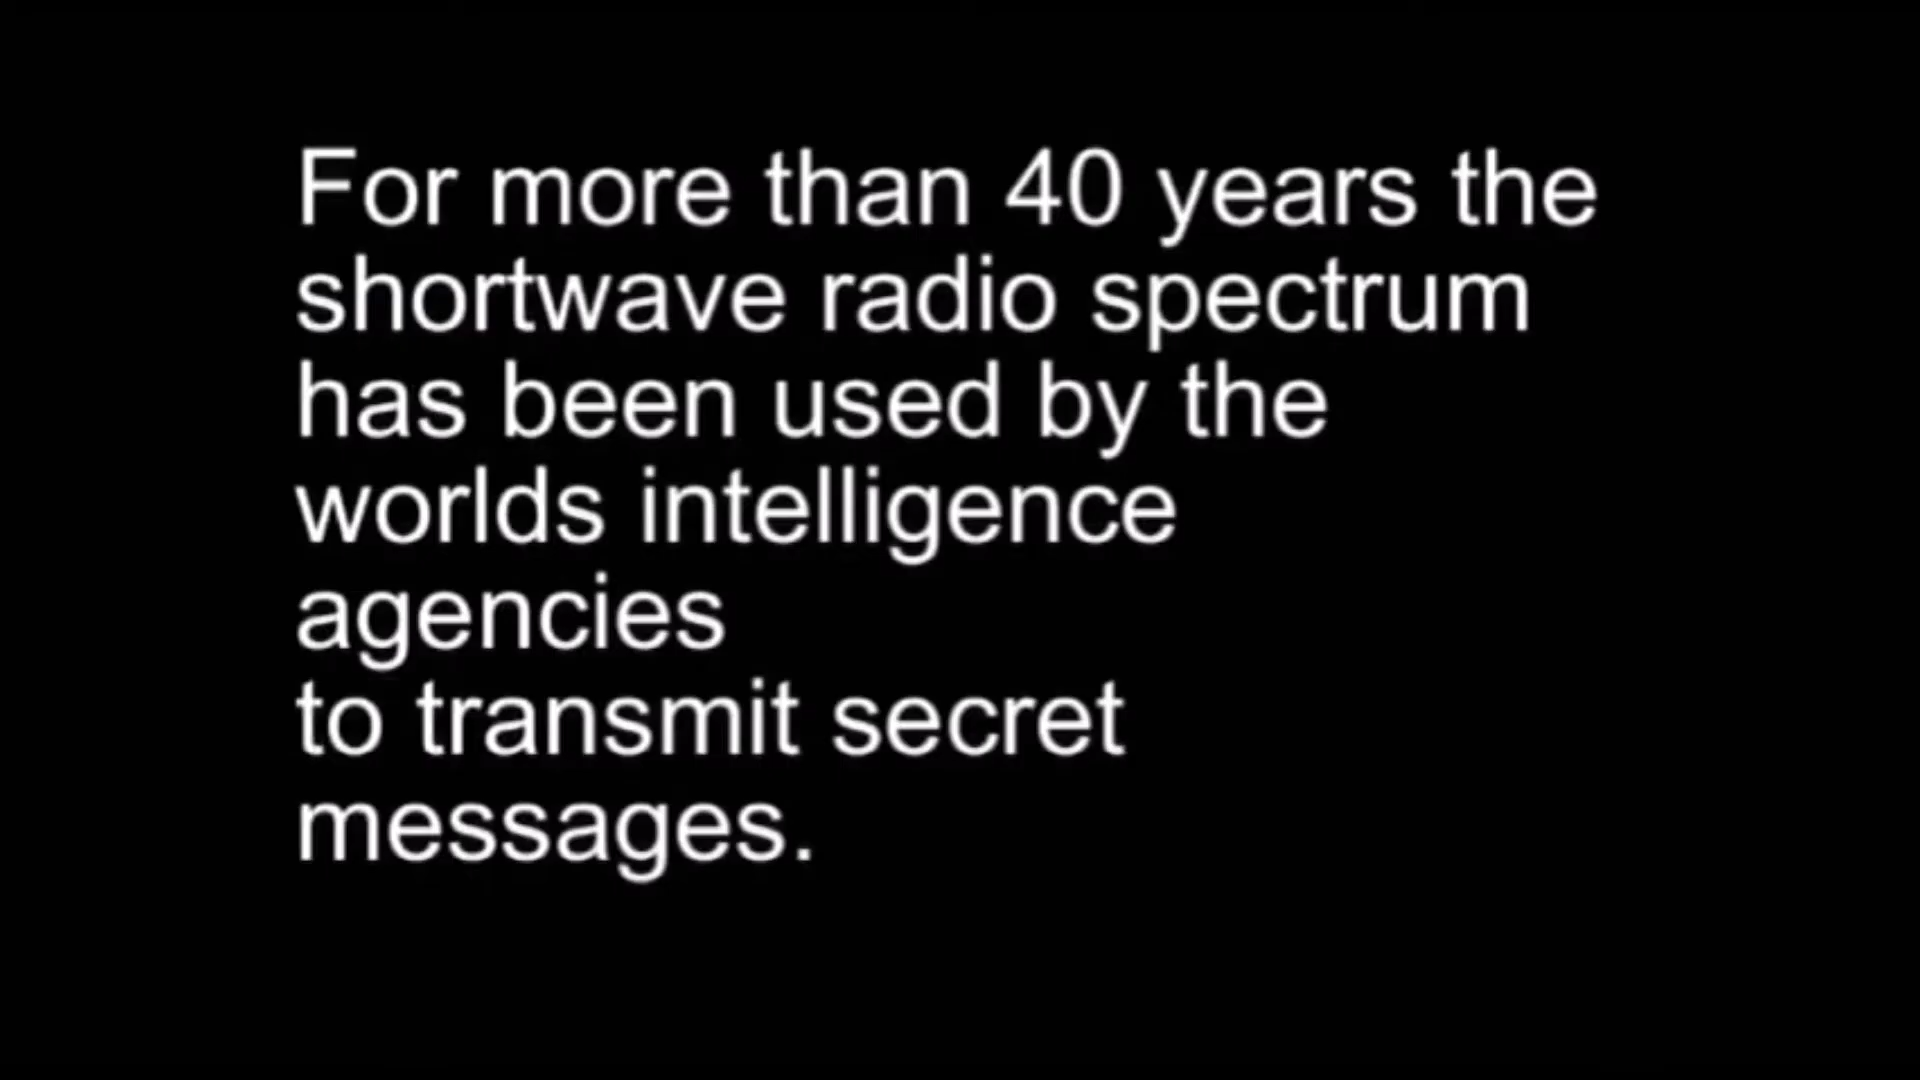 For more than 40 years the
shortwave radio spectrum
has been used by the
worlds intelligence
agencies
to transmit secret
messages.